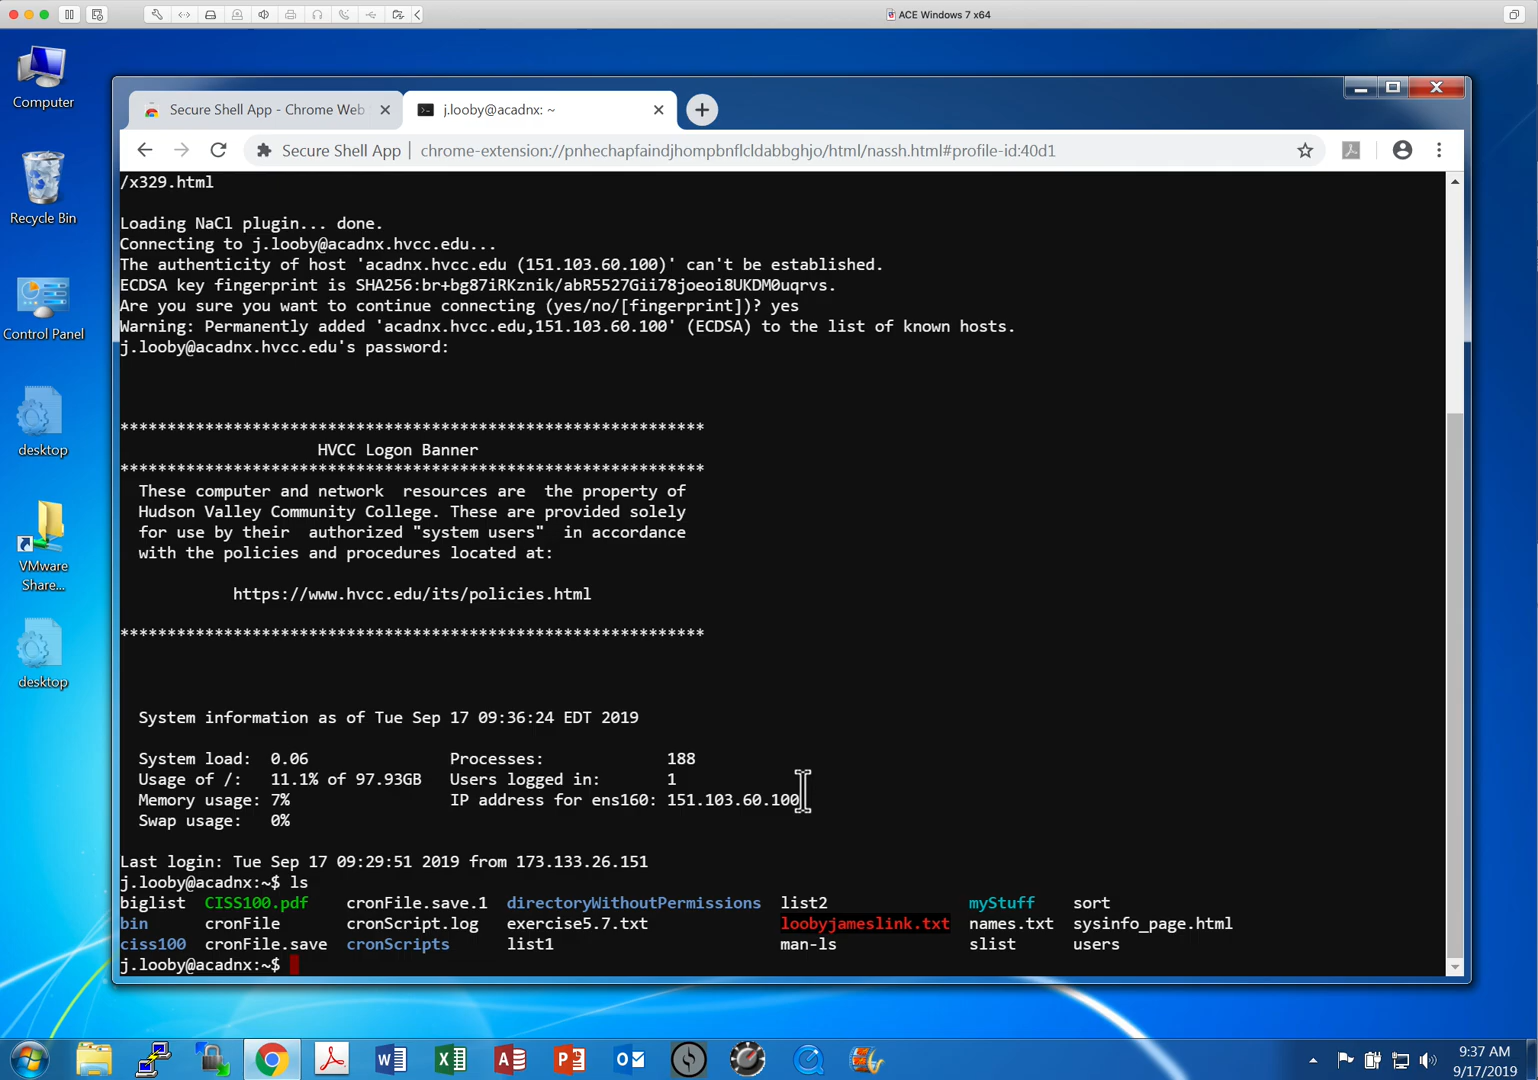 ACE Windows 7 x64
Computer
Recycle Bin
Control Panel
desktop
VMware
Share...
desktop
Secure Shell App - Chrome Web
j.looby@acadnx: ~
Secure Shell App | chrome-extension://pnhechapfaindjhompbnflcldabbghjo/html/nassh.html#profile-id:40d1
/x329.html
Loading NaCl plugin... done.
Connecting to j.looby@acadnx.hvcc.edu...
The authenticity of host 'acadnx.hvcc.edu (151.103.60.100)' can't be established.
ECDSA key fingerprint is SHA256:br+bg87iRKznik/abR5527Gii78joeoi8UKDM0uqrvs.
Are you sure you want to continue connecting (yes/no/[fingerprint])? yes
Warning: Permanently added 'acadnx.hvcc.edu,151.103.60.100' (ECDSA) to the list of known hosts.
j.looby@acadnx.hvcc.edu's password:
**************************************************************
HVCC Logon Banner
**************************************************************
These computer and network  resources are  the property of
Hudson Valley Community College. These are provided solely
for use by their  authorized "system users"  in accordance
with the policies and procedures located at:
https://www.hvcc.edu/its/policies.html
**************************************************************
System information as of Tue Sep 17 09:36:24 EDT 2019
System load:  0.06                Processes:              188
Usage of /:   11.1% of 97.93GB   Users logged in:        1
Memory usage: 7%                 IP address for ens160: 151.103.60.100
Swap usage:   0%
Last login: Tue Sep 17 09:29:51 2019 from 173.133.26.151
j.looby@acadnx:~$ ls
biglist  CISS100.pdf    cronFile.save.1  directoryWithoutPermissions  list2              myStuff    sort
bin      cronFile       cronScript.log   exercise5.7.txt              loobyjameslink.txt  names.txt  sysinfo_page.html
ciss100  cronFile.save  cronScripts      list1                        man-ls             slist      users
j.looby@acadnx:~$
9:37 AM
9/17/2019